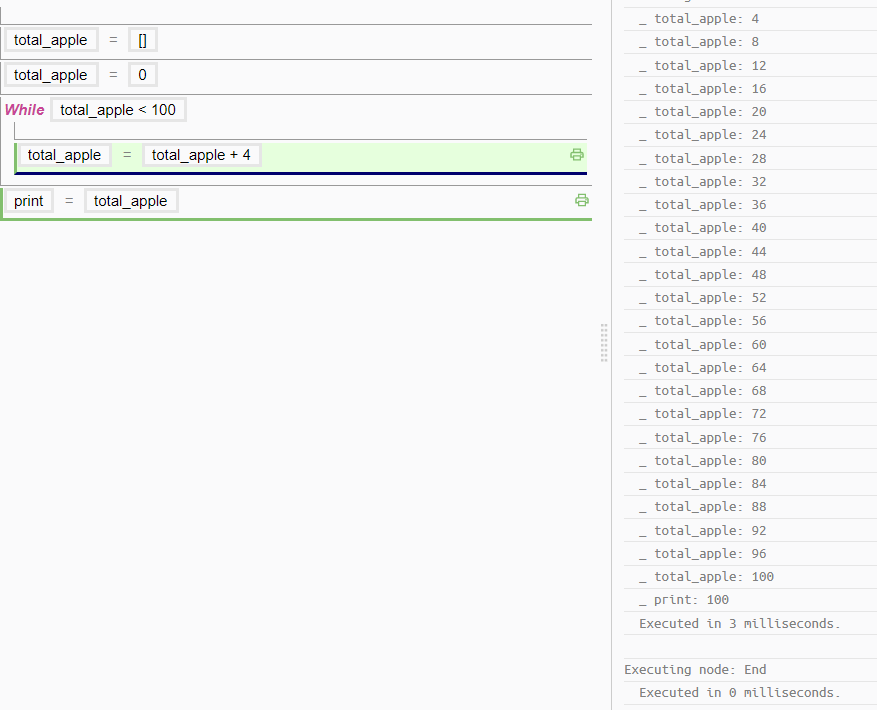 total_apple = []
total_apple = 0
While total_apple < 100
total_apple = total_apple + 4
print = total_apple
_ total_apple: 4
_ total_apple: 8
_ total_apple: 12
_ total_apple: 16
_ total_apple: 20
_ total_apple: 24
_ total_apple: 28
_ total_apple: 32
_ total_apple: 36
_ total_apple: 40
_ total_apple: 44
_ total_apple: 48
_ total_apple: 52
_ total_apple: 56
_ total_apple: 60
_ total_apple: 64
_ total_apple: 68
_ total_apple: 72
_ total_apple: 76
_ total_apple: 80
_ total_apple: 84
_ total_apple: 88
_ total_apple: 92
_ total_apple: 96
_ total_apple: 100
_ print: 100
Executed in 3 milliseconds.
Executing node: End
Executed in 0 milliseconds.